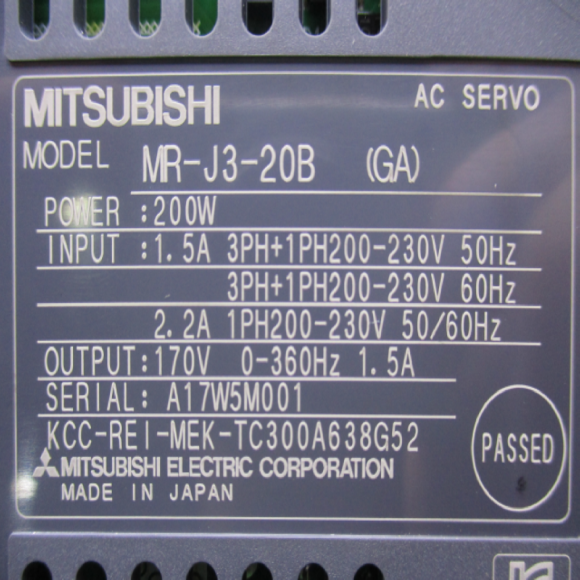 MITSUBISHI AC SERVO
MODEL MR-J3-20B (GA)
POWER :200W
INPUT :1.5A 3PH+1PH200-230V 50Hz
3PH+1PH200-230V 60Hz
2.2A 1PH200-230V 50/60Hz
OUTPUT:170V 0-360Hz 1.5A
SERIAL: A17W5M001
KCC-REI-MEK-TC300A638G52
PASSED
MITSUBISHI ELECTRIC CORPORATION
MADE IN JAPAN